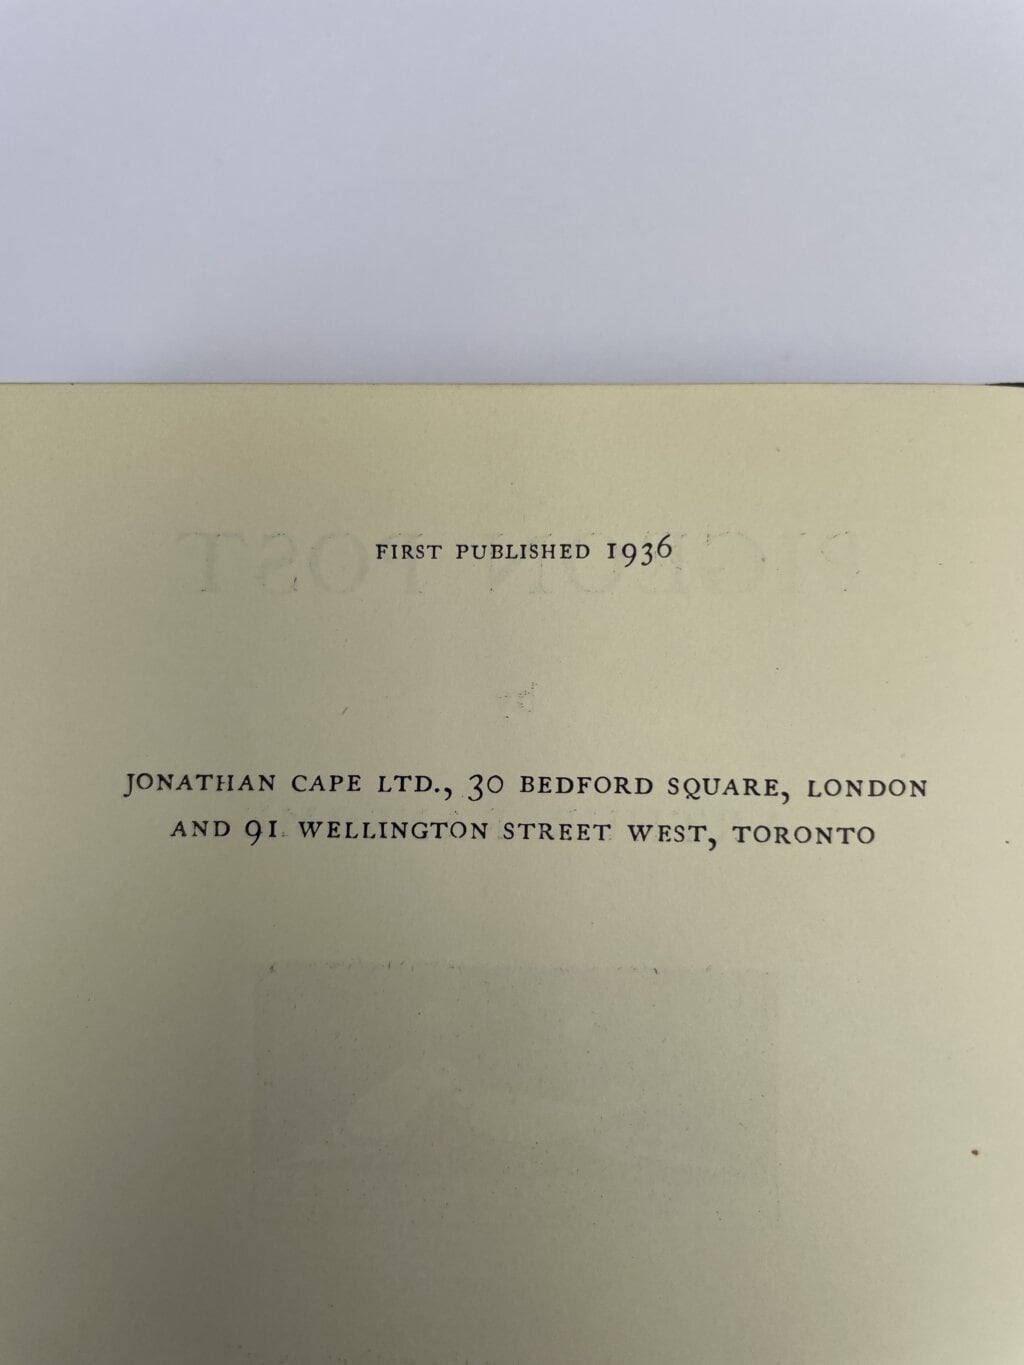 FIRST PUBLISHED 1936
JONATHAN CAPE LTD., 30 BEDFORD SQUARE, LONDON
AND 91 WELLINGTON STREET WEST, TORONTO